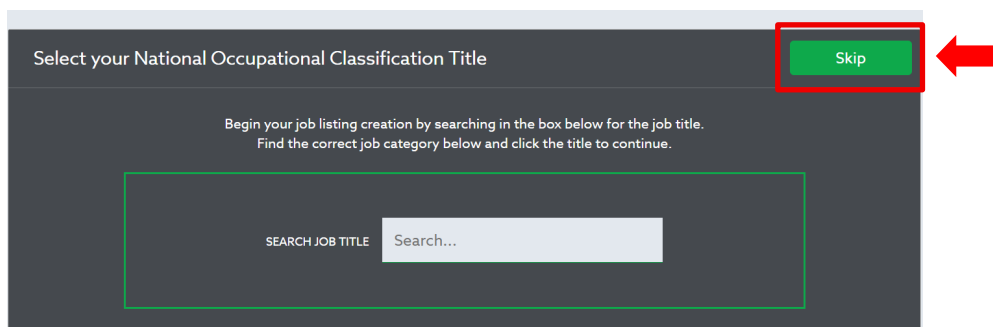 Select your National Occupational Classification Title
Skip
Begin your job listing creation by searching in the box below for the job title.
Find the correct job category below and click the title to continue.
SEARCH JOB TITLE
Search...